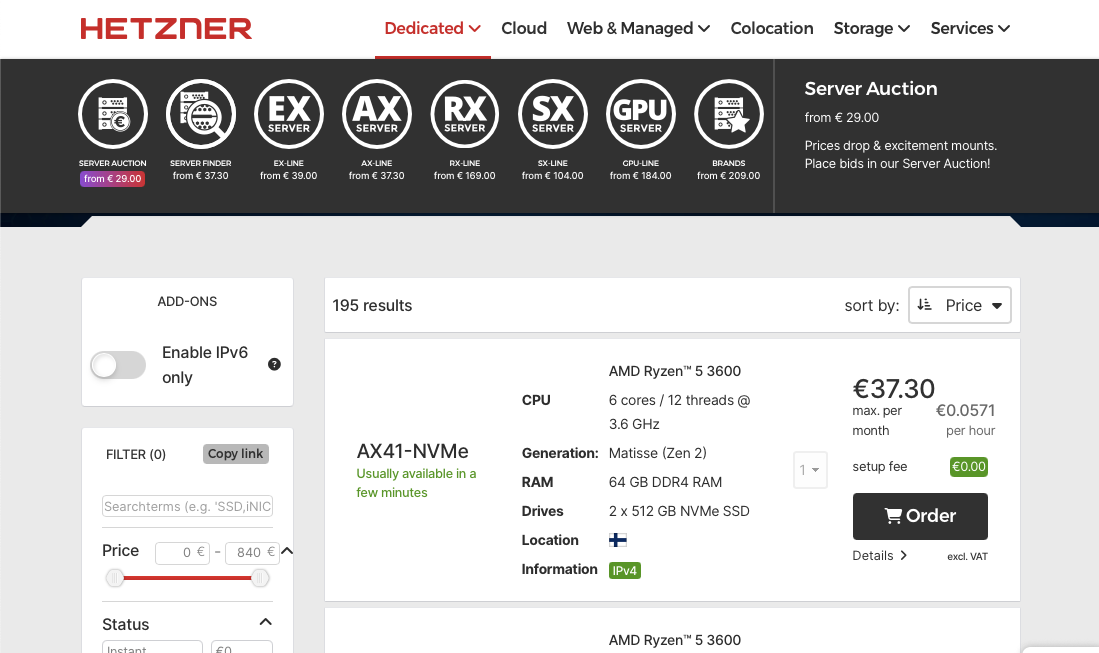 HETZNER
Dedicated
Cloud
Web & Managed
Colocation
Storage
Services
EX
SERVER
AX
SERVER
RX
SERVER
SX
SERVER
GPU
SERVER
SERVER AUCTION
from € 29.00
SERVER FINDER
from € 37.30
EX-LINE
from € 39.00
AX-LINE
from € 37.30
RX-LINE
from € 169.00
SX-LINE
from € 104.00
GPU-LINE
from € 184.00
BRANDS
from € 209.00
Server Auction
from € 29.00
Prices drop & excitement mounts.
Place bids in our Server Auction!
ADD-ONS
Enable IPv6
only
FILTER (0)
Copy link
Searchterms (e.g. 'SSD,iNIC
Price
0 €
-
840 €
Status
Instant
€0
195 results
sort by:
Price
AX41-NVMe
Usually available in a
few minutes
AMD Ryzen™ 5 3600
CPU
6 cores / 12 threads @
3.6 GHz
Generation:
Matisse (Zen 2)
RAM
64 GB DDR4 RAM
Drives
2 x 512 GB NVMe SSD
Location
Information
IPv4
1
€37.30
max. per
month
€0.0571
per hour
setup fee
€0.00
Order
Details
excl. VAT
AMD Ryzen™ 5 3600